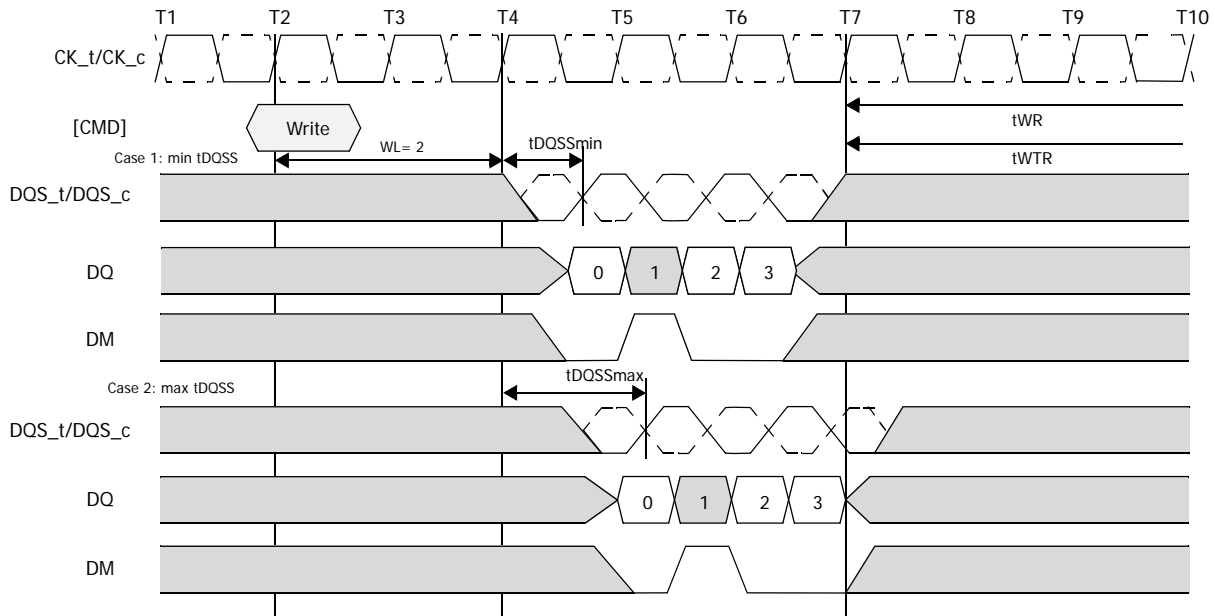 T1 T2 T3 T4 T5 T6 T7 T8 T9 T10
CK_t/CK_c
[CMD] Write tWR
Case 1: min tDQSS WL= 2 tDQSSmin tWTR
DQS_t/DQS_c
DQ 0 1 2 3
DM
Case 2: max tDQSS tDQSSmax
DQS_t/DQS_c
DQ 0 1 2 3
DM